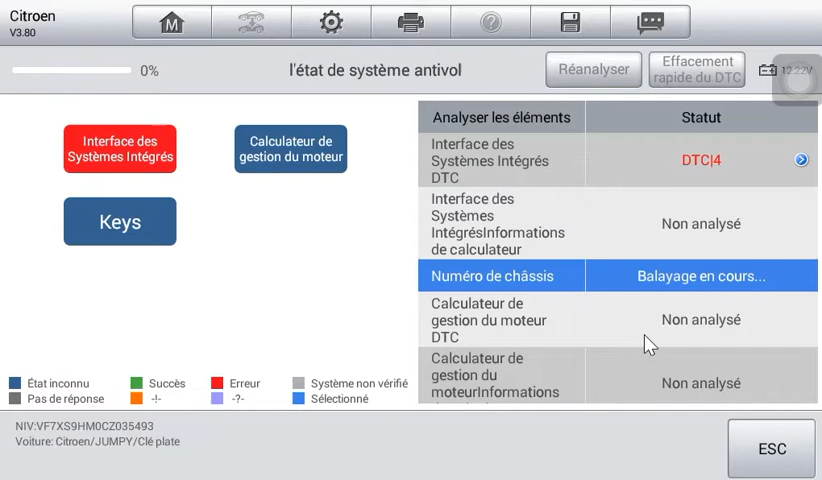 Citroen
V3.80
0%
l'état de système antivol
Réanalyser
Effacement
rapide du DTC
12.22V
Interface des
Systèmes Intégrés
Calculateur de
gestion du moteur
Keys
Analyser les éléments
Statut
Interface des
Systèmes Intégrés
DTC
DTC|4
Interface des
Systèmes
IntégrésInformations
de calculateur
Non analysé
Numéro de châssis
Balayage en cours...
Calculateur de
gestion du moteur
DTC
Non analysé
Calculateur de
gestion du
moteurInformations
Non analysé
État inconnu
Succès
Erreur
Système non vérifié
Pas de réponse
-!-
-?-
Sélectionné
NIV:VF7XS9HM0CZ035493
Voiture: Citroen/JUMPY/Clé plate
ESC